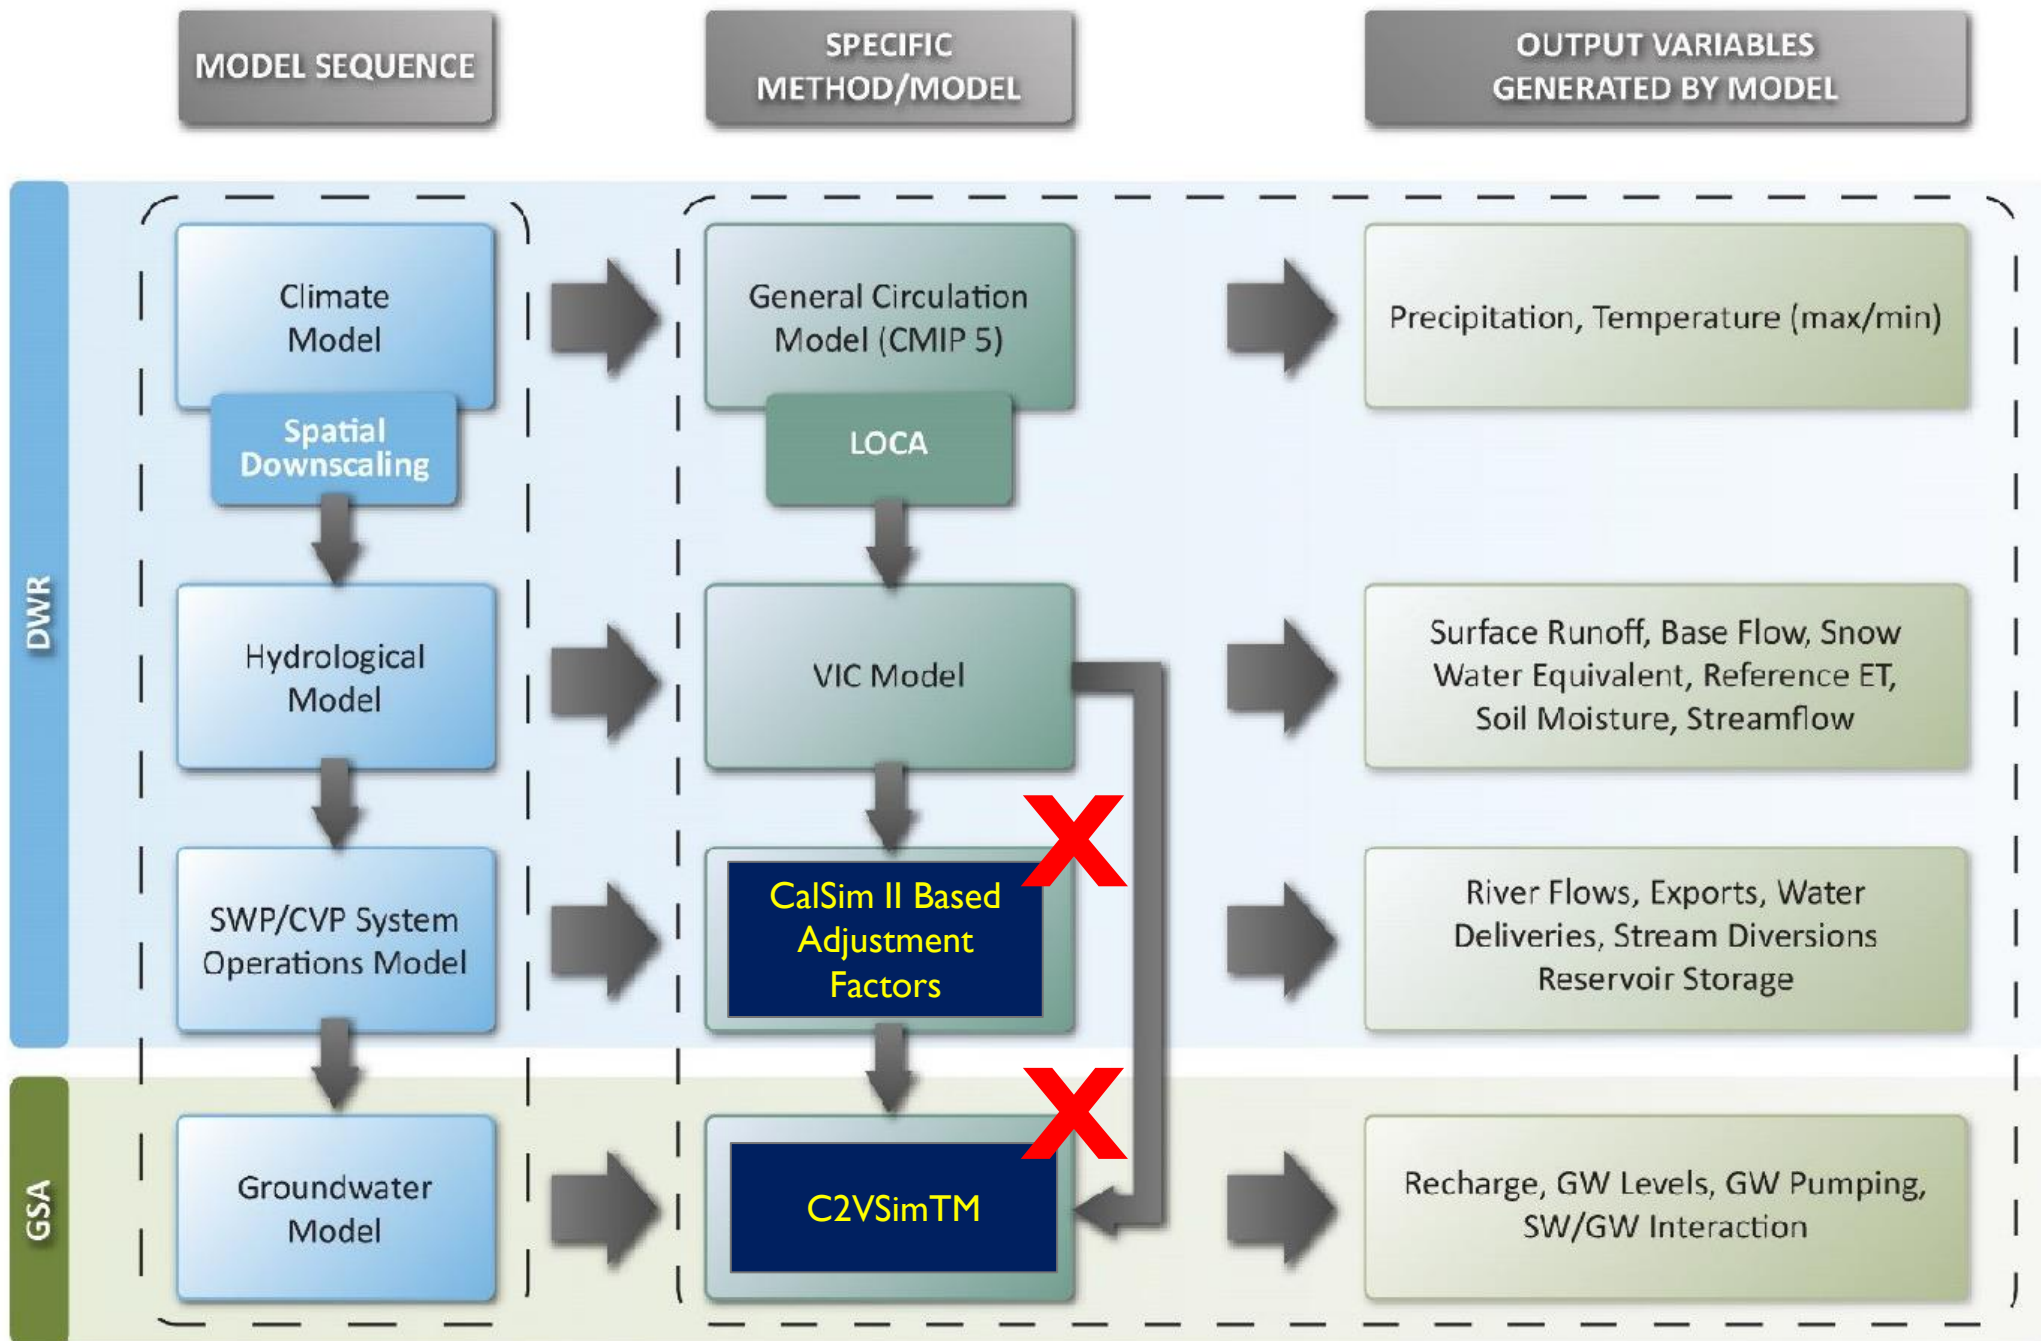 MODEL SEQUENCE
SPECIFIC
METHOD/MODEL
OUTPUT VARIABLES
GENERATED BY MODEL
DWR
Climate
Model
Spatial
Downscaling
General Circulation
Model (CMIP 5)
LOCA
Precipitation, Temperature (max/min)
Hydrological
Model
VIC Model
Surface Runoff, Base Flow, Snow
Water Equivalent, Reference ET,
Soil Moisture, Streamflow
SWP/CVP System
Operations Model
X
CalSim II Based
Adjustment
Factors
River Flows, Exports, Water
Deliveries, Stream Diversions
Reservoir Storage
GSA
Groundwater
Model
X
C2VSimTM
Recharge, GW Levels, GW Pumping,
SW/GW Interaction